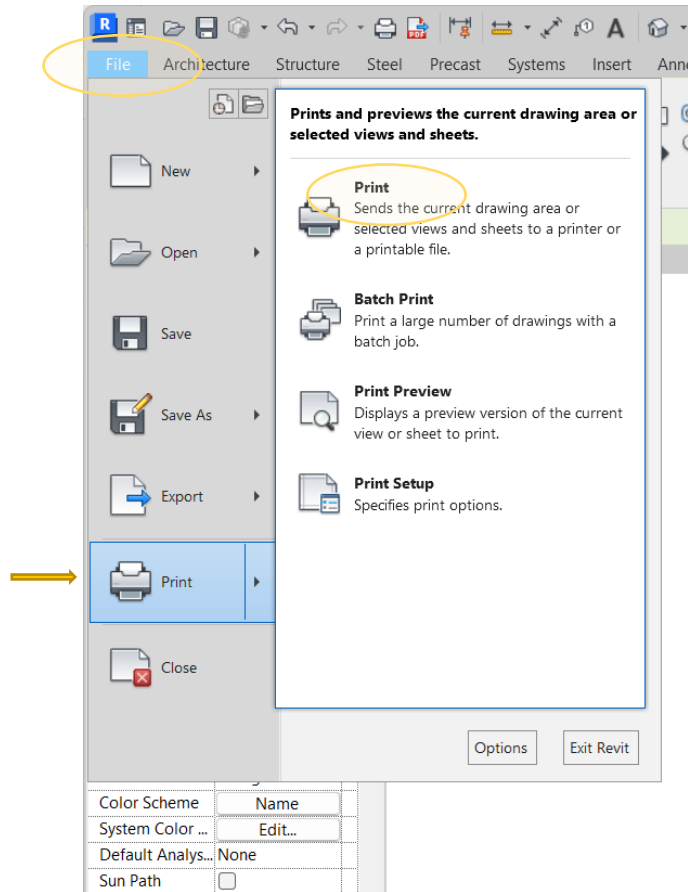 R
PDF
A
File Architecture Structure Steel Precast Systems Insert
Prints and previews the current drawing area or
selected views and sheets.
New
Open
Save
Save As
Export
Print
Close
Print
Sends the current drawing area or
selected views and sheets to a printer or
a printable file.
Batch Print
Print a large number of drawings with a
batch job.
Print Preview
Displays a preview version of the current
view or sheet to print.
Print Setup
Specifies print options.
Options Exit Revit
Color Scheme Name
System Color ... Edit...
Default Analys... None
Sun Path